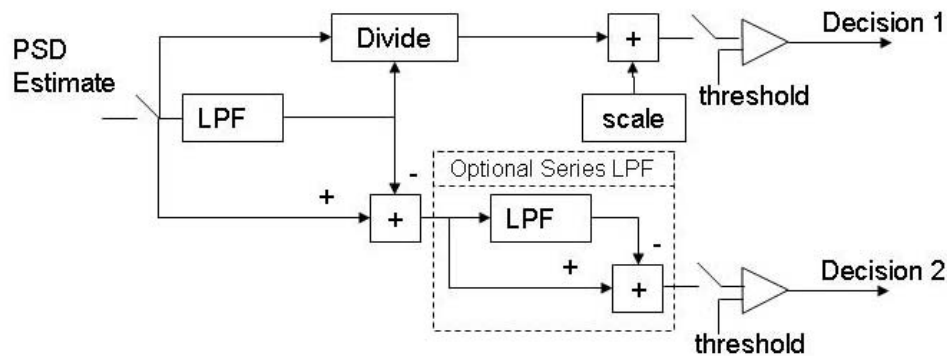 Decision 1
PSD
Estimate
Divide
+
LPF
scale
threshold
Optional Series LPF
+
-
+
LPF
-
+
+
Decision 2
threshold